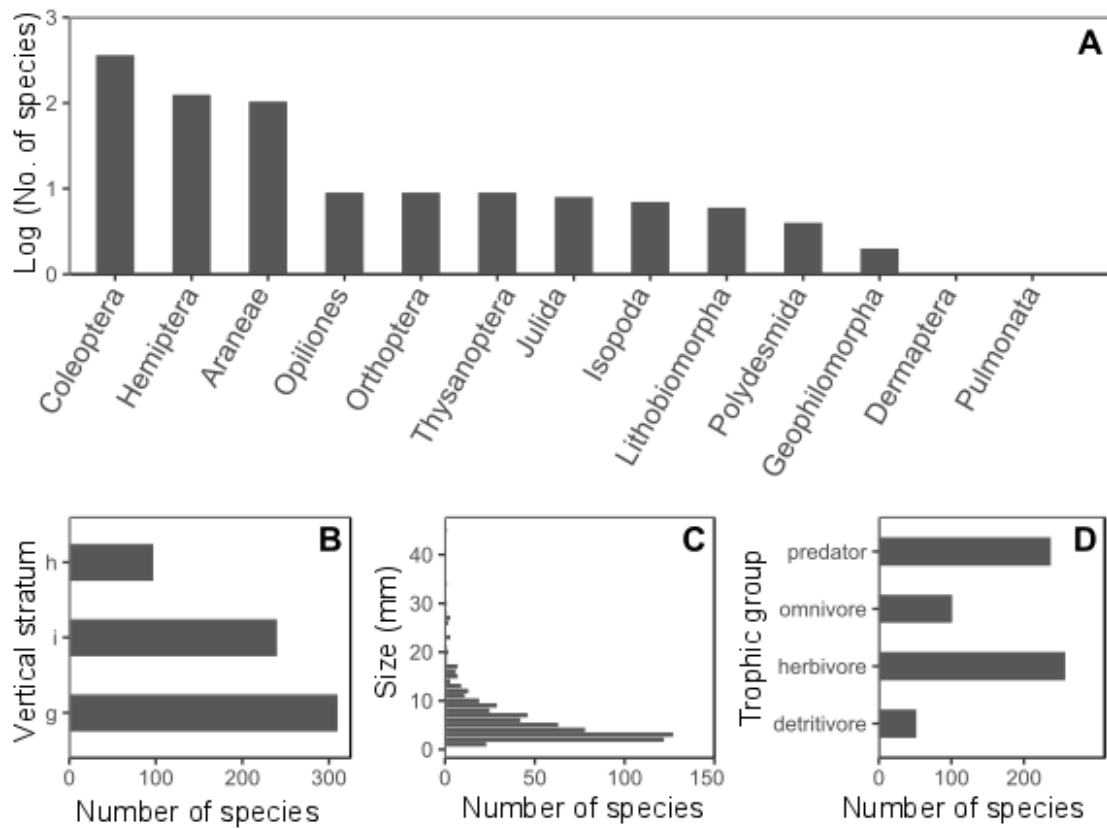 A
Log (No. of species)
3
2
1
0
Coleoptera
Hemiptera
Araneae
Opiliones
Orthoptera
Thysanoptera
Julida
Isopoda
Lithobiomorpha
Polydesmida
Geophilomorpha
Dermaptera
Pulmonata
B
Vertical stratum
h
i
g
0 100 200 300
Number of species
C
Size (mm)
40
30
20
10
0
0 50 100 150
Number of species
D
Trophic group
predator
omnivore
herbivore
detritivore
0 100 200
Number of species